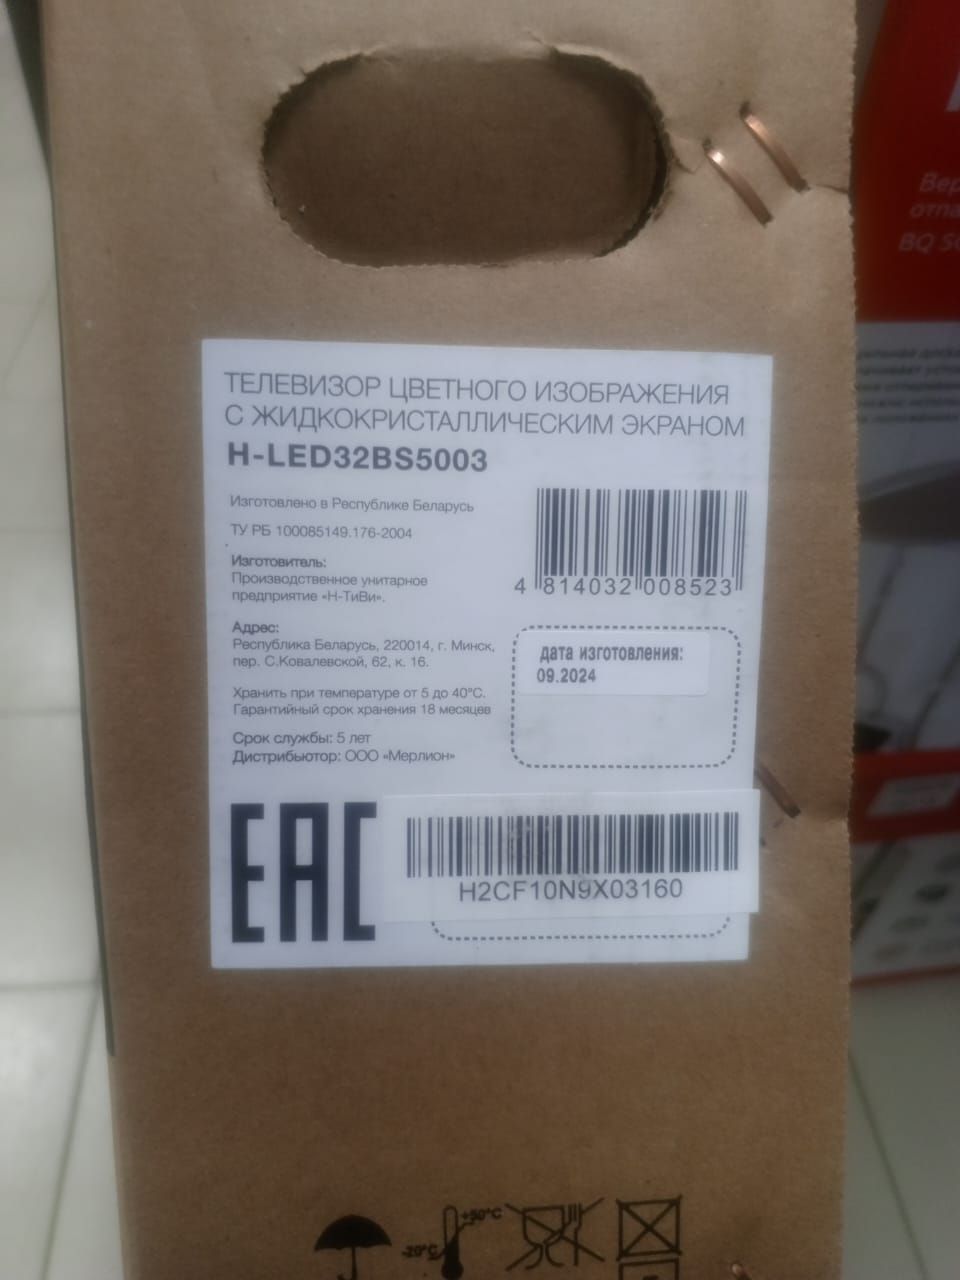 ТЕЛЕВИЗОР ЦВЕТНОГО ИЗОБРАЖЕНИЯ
С ЖИДКОКРИСТАЛЛИЧЕСКИМ ЭКРАНОМ
H-LED32BS5003
Изготовлено в Республике Беларусь
ТУ РБ 100085149.176-2004
Изготовитель:
Производственное унитарное
предприятие «Н-ТиВи».
Адрес:
Республика Беларусь, 220014, г. Минск,
пер. С.Ковалевской, 62, к. 16.
Хранить при температуре от 5 до 40°С.
Гарантийный срок хранения 18 месяцев
Срок службы: 5 лет
Дистрибьютор: ООО «Мерлион»
4 814032 008523
дата изготовления:
09.2024
EAC
H2CF10N9X03160
+50°C
-20°C
BQ